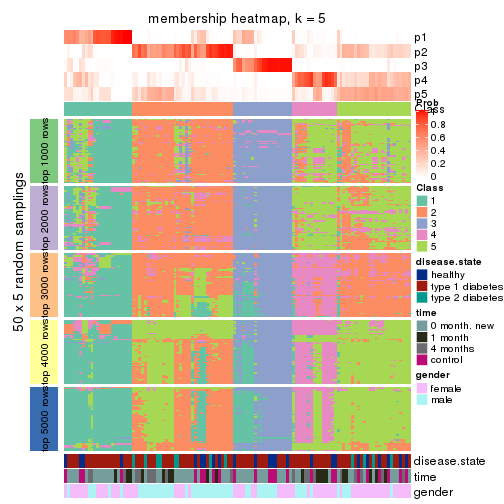 membership heatmap, k = 5
p1
p2
p3
p4
p5
50 x 5 random samplings
top 1000 rows
top 2000 rows
top 3000 rows
top 4000 rows
top 5000 rows
Prob
1
0.8
0.6
0.4
0.2
0
Class
Class
1
2
3
4
5
disease.state
healthy
type 1 diabetes
type 2 diabetes
time
0 month. new
1 month
4 months
control
gender
female
male
disease.state
time
gender